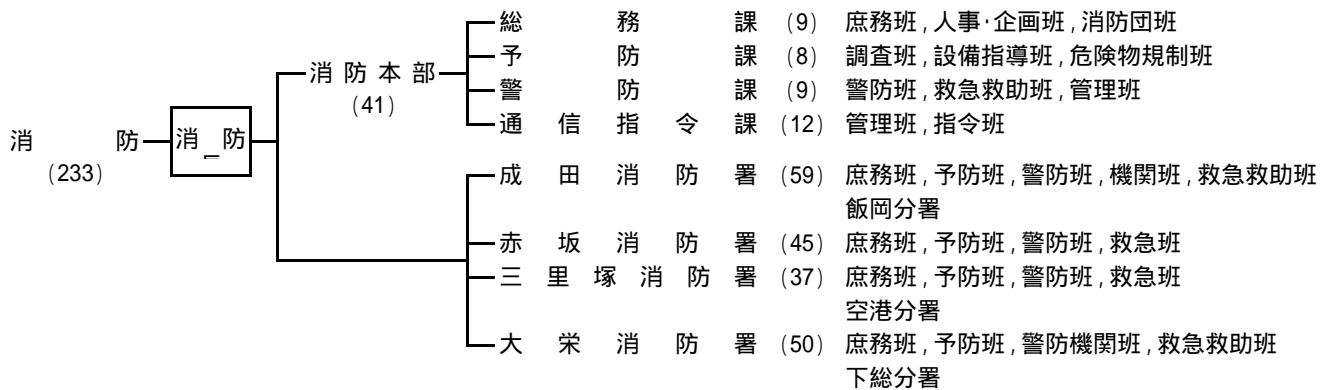 総務課 (9) 庶務班,人事・企画班,消防団班
予防課 (8) 調査班,設備指導班,危険物規制班
消防本部
(41)
警防課 (9) 警防班,救急救助班,管理班
通信指令課 (12) 管理班,指令班
消防
(233)
消防
成田消防署 (59) 庶務班,予防班,警防班,機関班,救急救助班
飯岡分署
赤坂消防署 (45) 庶務班,予防班,警防班,救急班
三里塚消防署 (37) 庶務班,予防班,警防班,救急班
空港分署
大栄消防署 (50) 庶務班,予防班,警防機関班,救急救助班
下総分署